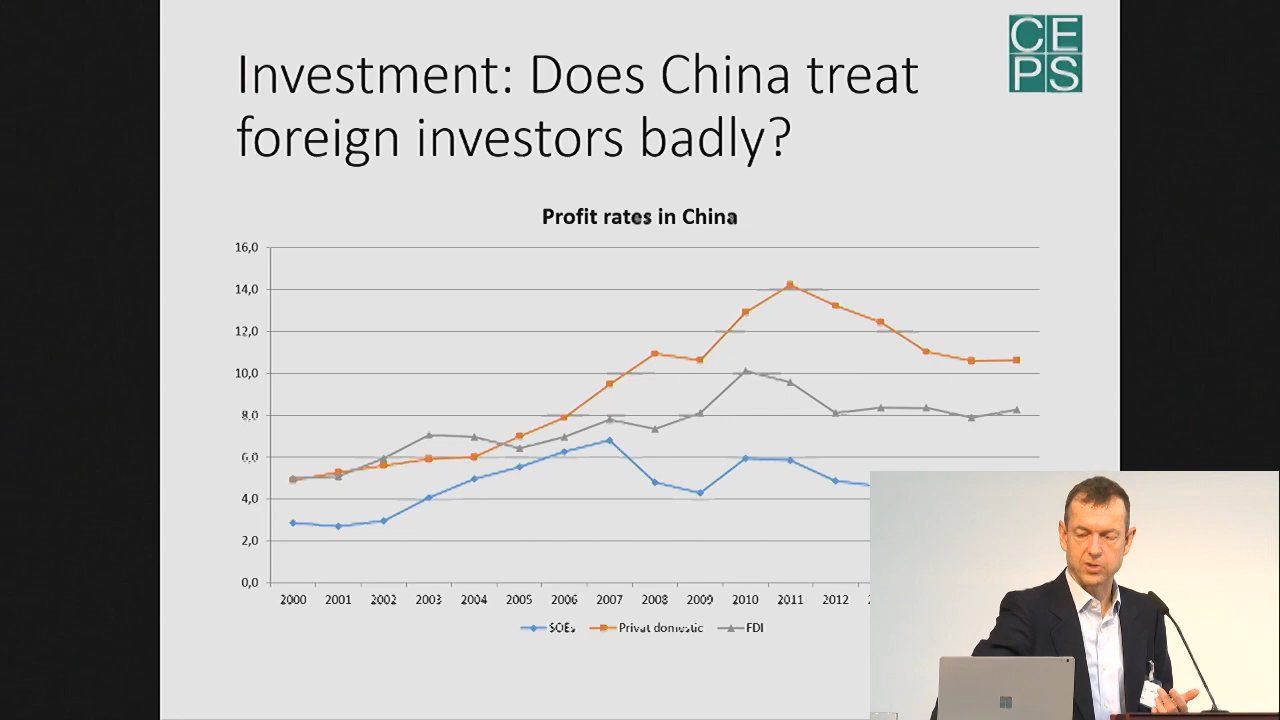 CE
PS
Investment: Does China treat
foreign investors badly?
Profit rates in China
16,0
14,0
12,0
10,0
8,0
6,0
4,0
2,0
0,0
2000 2001 2002 2003 2004 2005 2006 2007 2008 2009 2010 2011 2012
SOEs Privat domestic FDI